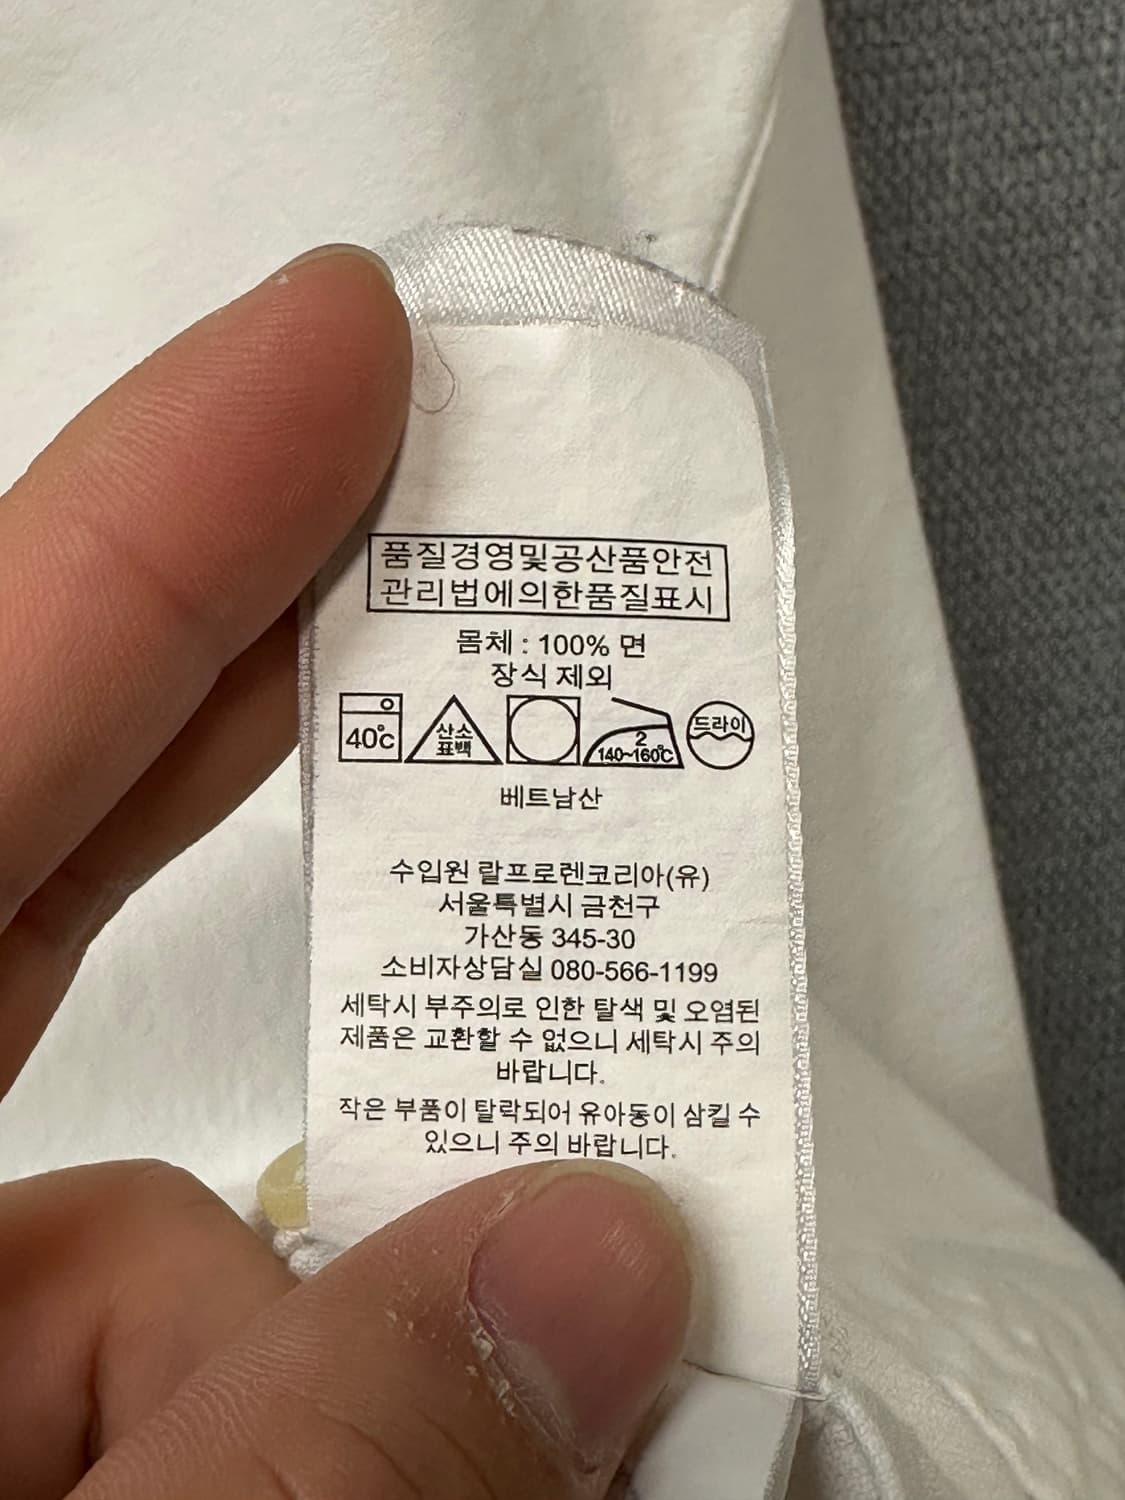 품질경영및공산품안전
관리법에의한품질표시
몸체 : 100% 면
장식 제외
40℃
산소
표백
2
140~160℃
드라이
베트남산
수입원 랄프로렌코리아(유)
서울특별시 금천구
가산동 345-30
소비자상담실 080-566-1199
세탁시 부주의로 인한 탈색 및 오염된
제품은 교환할 수 없으니 세탁시 주의
바랍니다.
작은 부품이 탈락되어 유아동이 삼킬 수
있으니 주의 바랍니다.